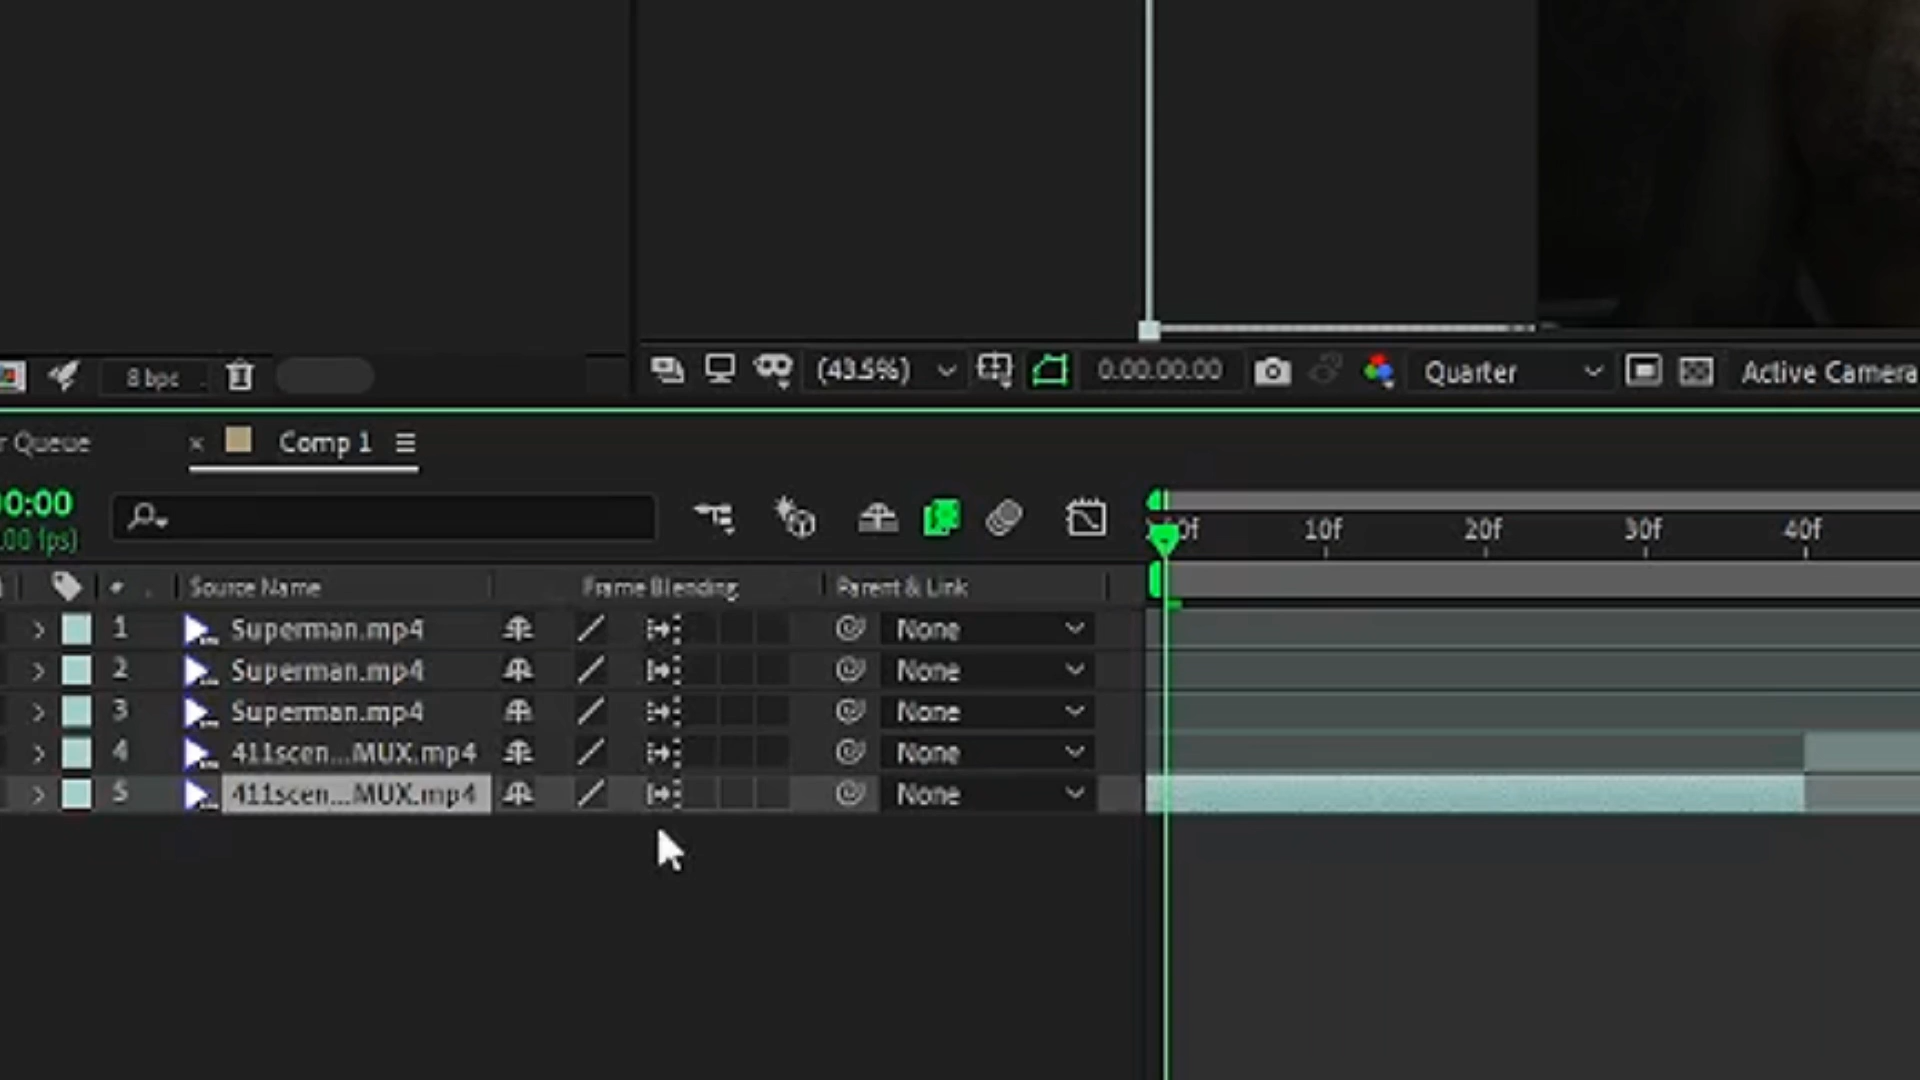 8 bpc
(43.5%)
0.00.00.00
Quarter
Active Camera
r Queue
Comp 1
00:00
.00 fps)
10f
20f
30f
40f
#
Source Name
Frame Blending
Parent & Link
1
Superman.mp4
None
2
Superman.mp4
None
3
Superman.mp4
None
4
411scen...MUX.mp4
None
5
411scen...MUX.mp4
None